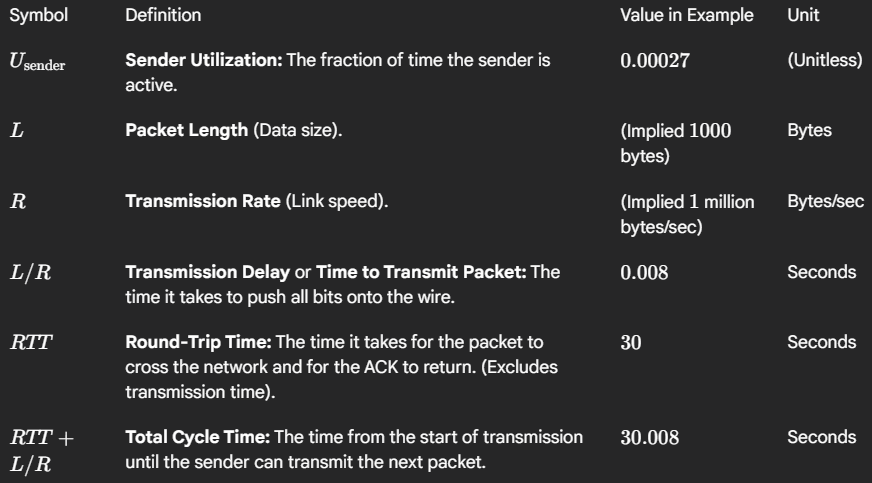 Symbol Definition Value in Example Unit
U_sender Sender Utilization: The fraction of time the sender is 0.00027 (Unitless)
active.
L Packet Length (Data size). (Implied 1000 Bytes
bytes)
R Transmission Rate (Link speed). (Implied 1 million Bytes/sec
bytes/sec)
L/R Transmission Delay or Time to Transmit Packet: The 0.008 Seconds
time it takes to push all bits onto the wire.
RTT Round-Trip Time: The time it takes for the packet to 30 Seconds
cross the network and for the ACK to return. (Excludes
transmission time).
RTT + Total Cycle Time: The time from the start of transmission 30.008 Seconds
L/R until the sender can transmit the next packet.